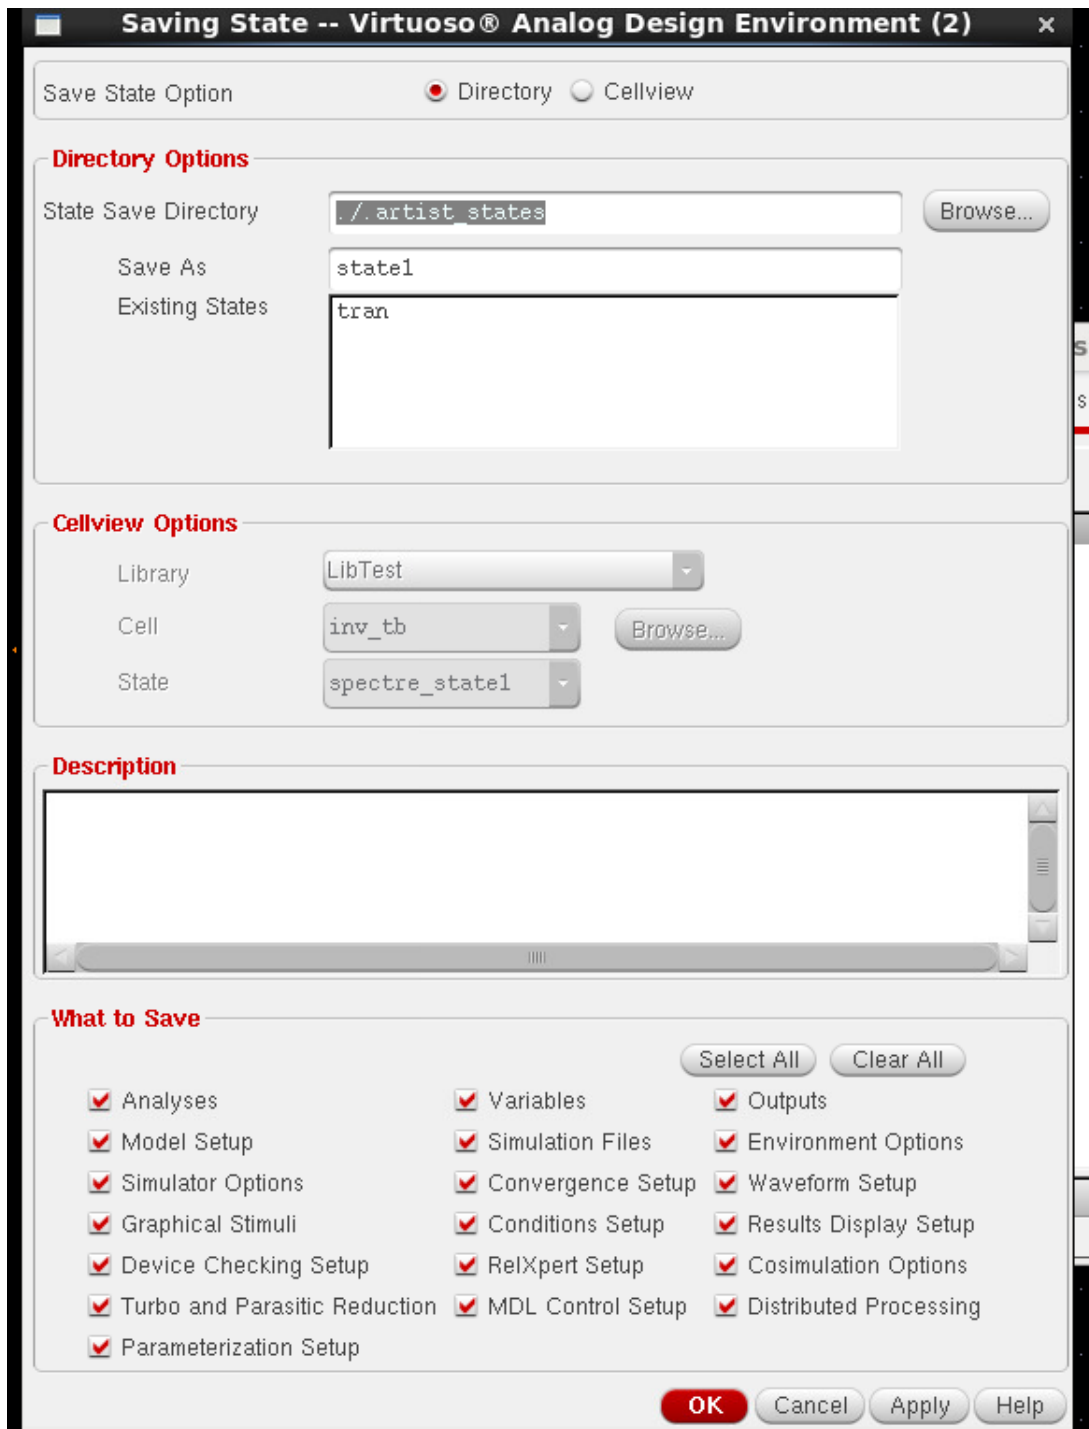 Saving State -- Virtuoso® Analog Design Environment (2)
Save State Option Directory Cellview
Directory Options
State Save Directory ./.artist_states Browse...
Save As state1
Existing States tran
Cellview Options
Library LibTest
Cell inv_tb Browse...
State spectre_state1
Description
What to Save
Select All Clear All
Analyses Variables Outputs
Model Setup Simulation Files Environment Options
Simulator Options Convergence Setup Waveform Setup
Graphical Stimuli Conditions Setup Results Display Setup
Device Checking Setup RelXpert Setup Cosimulation Options
Turbo and Parasitic Reduction MDL Control Setup Distributed Processing
Parameterization Setup
OK Cancel Apply Help